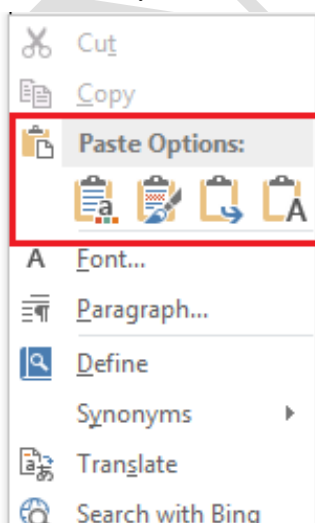 Cut
Copy
Paste Options:
Font...
Paragraph...
Define
Synonyms
Translate
Search with Bing